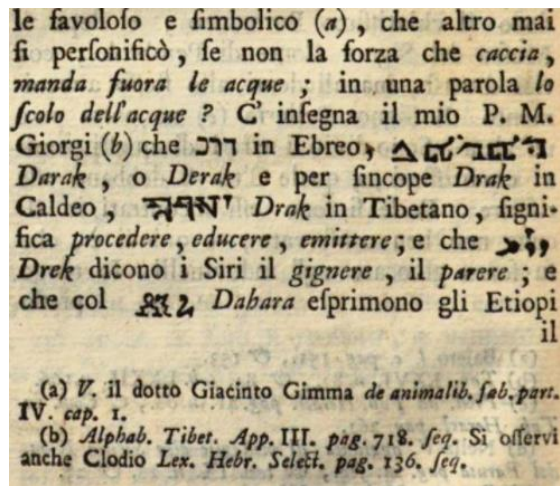 le favoloſo e ſimbolico (a), che altro mai
ſi perſonificò, ſe non la forza che caccia,
manda fuora le acque; in una parola lo
ſcolo dell'acque? C' inſegna il mio P. M.
Giorgi (b) che דרך in Ebreo,
Darak, o Derak e per ſincope Drak in
Caldeo, Drak in Tibetano, ſigni-
fica procedere, educere, emittere; e che
Drek dicono i Siri il gignere, il parere; e
che col Dahara eſprimono gli Etiopi
il
(a) V. il dotto Giacinto Gimma de animalib. fab. part.
IV. cap. 1.
(b) Alphab. Tibet. App. III. pag. 718. ſeq. Si oſſervi
anche Clodio Lex. Hebr. Select. pag. 136. ſeq.